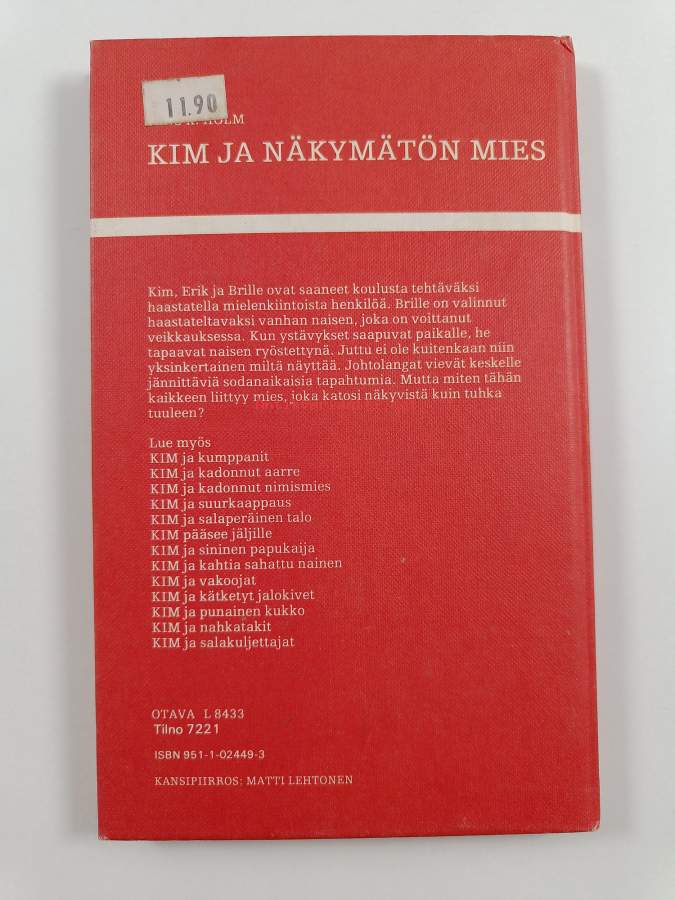 11.90
HOLM
KIM JA NÄKYMÄTÖN MIES
Kim, Erik ja Brille ovat saaneet koulusta tehtäväksi
haastatella mielenkiintoista henkilöä. Brille on valinnut
haastateltavaksi vanhan naisen, joka on voittanut
veikkauksessa. Kun ystävykset saapuvat paikalle, he
tapaavat naisen ryöstettynä. Juttu ei ole kuitenkaan niin
yksinkertainen miltä näyttää. Johtolangat vievät keskelle
jännittäviä sodanaikaisia tapahtumia. Mutta miten tähän
kaikkeen liittyy mies, joka katosi näkyvistä kuin tuhka
tuuleen?
Lue myös
KIM ja kumppanit
KIM ja kadonnut aarre
KIM ja kadonnut nimismies
KIM ja suurkaappaus
KIM ja salaperäinen talo
KIM pääsee jäljille
KIM ja sininen papukaija
KIM ja kahtia sahattu nainen
KIM ja vakoojat
KIM ja kätketyt jalokivet
KIM ja punainen kukko
KIM ja nahkatakit
KIM ja salakuljettajat
OTAVA L 8433
Tilno 7221
ISBN 951-1-02449-3
KANSIPIIRROS: MATTI LEHTONEN